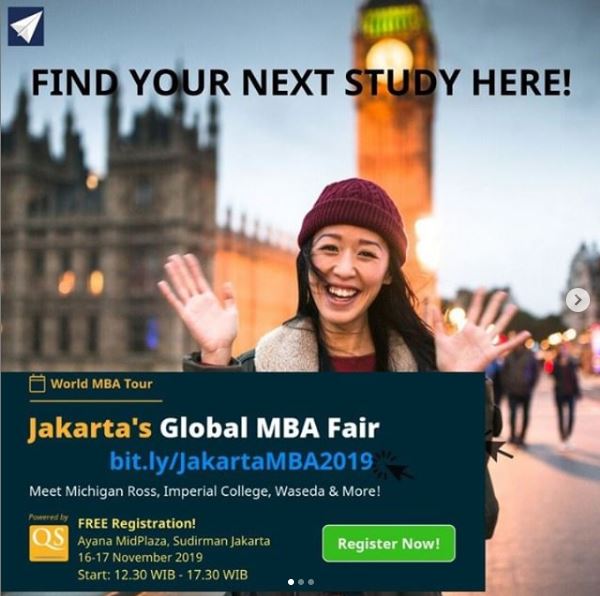 FIND YOUR NEXT STUDY HERE!
World MBA Tour
Jakarta's Global MBA Fair
bit.ly/JakartaMBA2019
Meet Michigan Ross, Imperial College, Waseda & More!
Powered by
QS
FREE Registration!
Ayana MidPlaza, Sudirman Jakarta
16-17 November 2019
Start: 12.30 WIB - 17.30 WIB
Register Now!